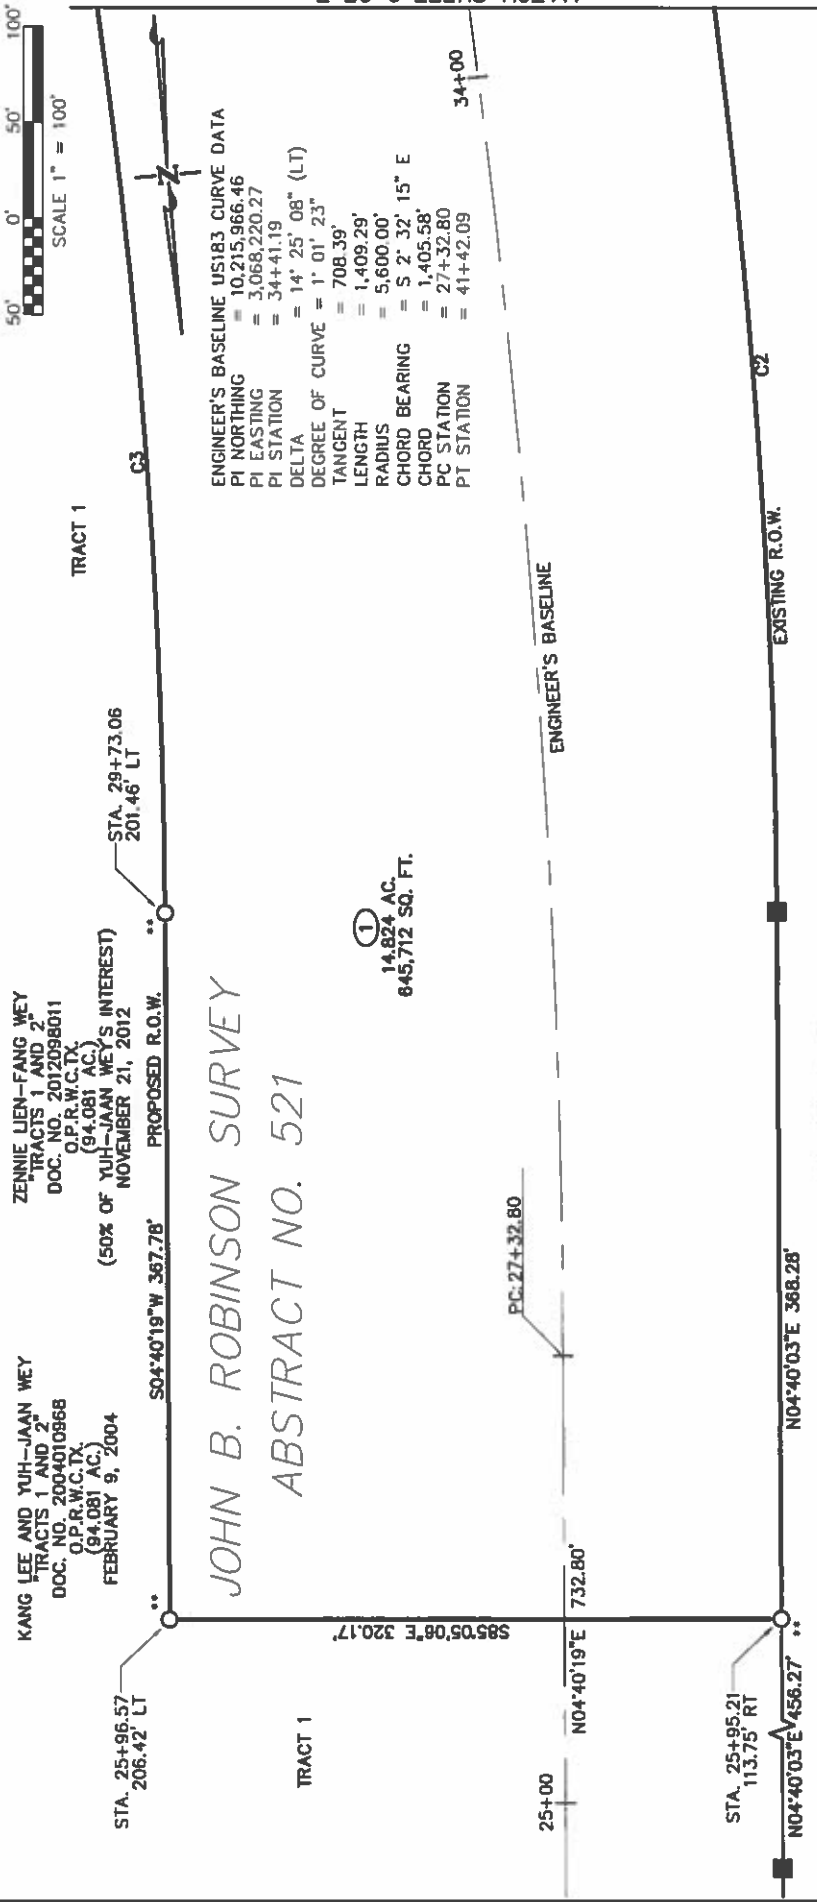 50' 0' 50' 100'
SCALE 1" = 100'
KANG LEE AND YUH-JAAN WEY
"TRACTS 1 AND 2"
DOC. NO. 2004010968
O.P.R.W.C.TX.
(94.081 AC.)
FEBRUARY 9, 2004
ZENNIE LIEN-FANG WEY
"TRACTS 1 AND 2"
DOC. NO. 2012098011
O.P.R.W.C.TX.
(94.081 AC.)
(50% OF YUH-JAAN WEY'S INTEREST)
NOVEMBER 21, 2012
TRACT 1
C3
N
STA. 25+96.57
206.42' LT
**
S04°40'19"W 367.78'
PROPOSED R.O.W.
**
STA. 29+73.06
201.46' LT
JOHN B. ROBINSON SURVEY
ABSTRACT NO. 521
ENGINEER'S BASELINE US183 CURVE DATA
PI NORTHING = 10,215,966.46
PI EASTING = 3,068,220.27
PI STATION = 34+41.19
DELTA = 14° 25' 08" (LT)
DEGREE OF CURVE = 1° 01' 23"
TANGENT = 708.39'
LENGTH = 1,409.29'
RADIUS = 5,600.00'
CHORD BEARING = S 2° 32' 15" E
CHORD = 1,405.58'
PC STATION = 27+32.80
PT STATION = 41+42.09
TRACT 1
S85°05'08"E 320.17'
1
14.824 AC.
645,712 SQ. FT.
34+00
PC: 27+32.80
ENGINEER'S BASELINE
25+00
N04°40'19"E 732.80'
C2
EXISTING R.O.W.
STA. 25+95.21
113.75' RT
N04°40'03"E 456.27'
**
N04°40'03"E 368.28'